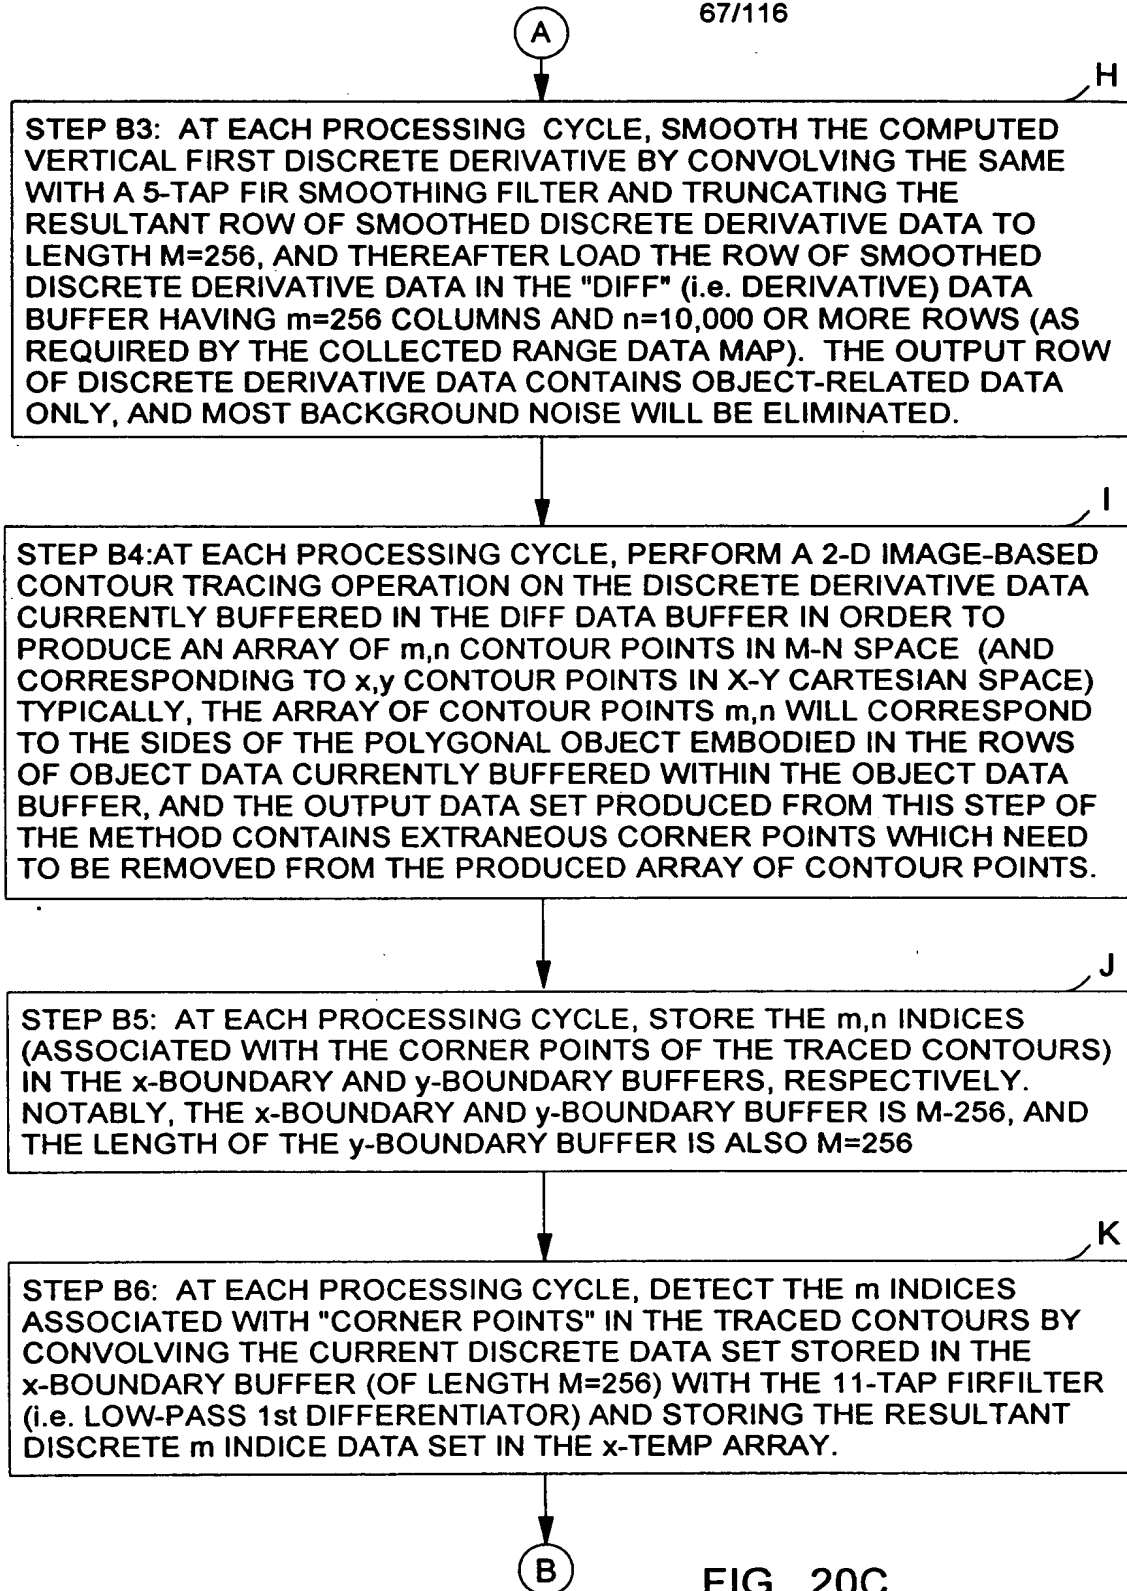 67/116
A
H
STEP B3: AT EACH PROCESSING CYCLE, SMOOTH THE COMPUTED
VERTICAL FIRST DISCRETE DERIVATIVE BY CONVOLVING THE SAME
WITH A 5-TAP FIR SMOOTHING FILTER AND TRUNCATING THE
RESULTANT ROW OF SMOOTHED DISCRETE DERIVATIVE DATA TO
LENGTH M=256, AND THEREAFTER LOAD THE ROW OF SMOOTHED
DISCRETE DERIVATIVE DATA IN THE "DIFF" (i.e. DERIVATIVE) DATA
BUFFER HAVING m=256 COLUMNS AND n=10,000 OR MORE ROWS (AS
REQUIRED BY THE COLLECTED RANGE DATA MAP). THE OUTPUT ROW
OF DISCRETE DERIVATIVE DATA CONTAINS OBJECT-RELATED DATA
ONLY, AND MOST BACKGROUND NOISE WILL BE ELIMINATED.
I
STEP B4:AT EACH PROCESSING CYCLE, PERFORM A 2-D IMAGE-BASED
CONTOUR TRACING OPERATION ON THE DISCRETE DERIVATIVE DATA
CURRENTLY BUFFERED IN THE DIFF DATA BUFFER IN ORDER TO
PRODUCE AN ARRAY OF m,n CONTOUR POINTS IN M-N SPACE (AND
CORRESPONDING TO x,y CONTOUR POINTS IN X-Y CARTESIAN SPACE)
TYPICALLY, THE ARRAY OF CONTOUR POINTS m,n WILL CORRESPOND
TO THE SIDES OF THE POLYGONAL OBJECT EMBODIED IN THE ROWS
OF OBJECT DATA CURRENTLY BUFFERED WITHIN THE OBJECT DATA
BUFFER, AND THE OUTPUT DATA SET PRODUCED FROM THIS STEP OF
THE METHOD CONTAINS EXTRANEOUS CORNER POINTS WHICH NEED
TO BE REMOVED FROM THE PRODUCED ARRAY OF CONTOUR POINTS.
J
STEP B5: AT EACH PROCESSING CYCLE, STORE THE m,n INDICES
(ASSOCIATED WITH THE CORNER POINTS OF THE TRACED CONTOURS)
IN THE x-BOUNDARY AND y-BOUNDARY BUFFERS, RESPECTIVELY.
NOTABLY, THE x-BOUNDARY AND y-BOUNDARY BUFFER IS M-256, AND
THE LENGTH OF THE y-BOUNDARY BUFFER IS ALSO M=256
K
STEP B6: AT EACH PROCESSING CYCLE, DETECT THE m INDICES
ASSOCIATED WITH "CORNER POINTS" IN THE TRACED CONTOURS BY
CONVOLVING THE CURRENT DISCRETE DATA SET STORED IN THE
x-BOUNDARY BUFFER (OF LENGTH M=256) WITH THE 11-TAP FIRFILTER
(i.e. LOW-PASS 1st DIFFERENTIATOR) AND STORING THE RESULTANT
DISCRETE m INDICE DATA SET IN THE x-TEMP ARRAY.
B
FIG. 20C